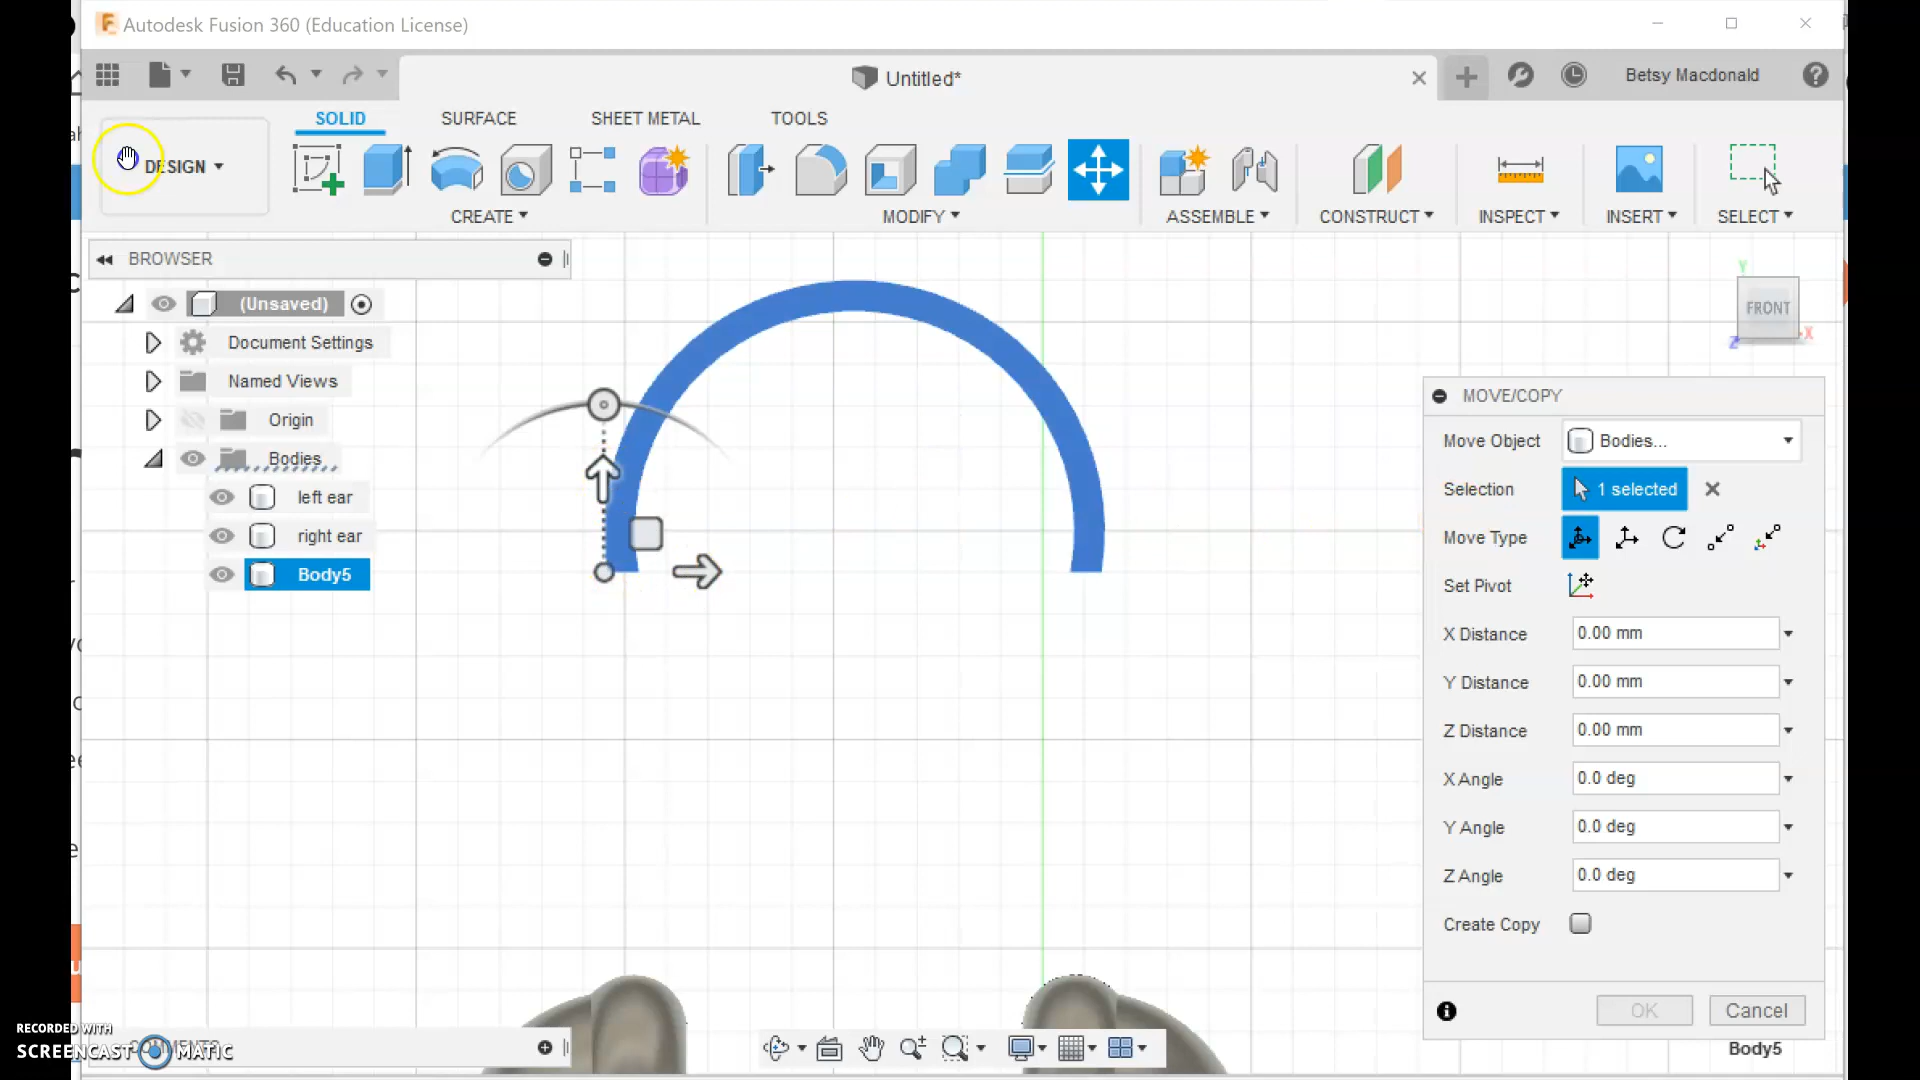 Autodesk Fusion 360 (Education License)
Untitled*
Betsy Macdonald
SOLID
SURFACE
SHEET METAL
TOOLS
DESIGN
CREATE
MODIFY
ASSEMBLE
CONSTRUCT
INSPECT
INSERT
SELECT
BROWSER
(Unsaved)
Document Settings
Named Views
Origin
Bodies
left ear
right ear
Body5
Y
FRONT
X
Z
MOVE/COPY
Move Object Bodies...
Selection 1 selected
Move Type
Set Pivot
X Distance 0.00 mm
Y Distance 0.00 mm
Z Distance 0.00 mm
X Angle 0.0 deg
Y Angle 0.0 deg
Z Angle 0.0 deg
Create Copy
OK Cancel
Body5
RECORDED WITH
SCREENCAST MATIC